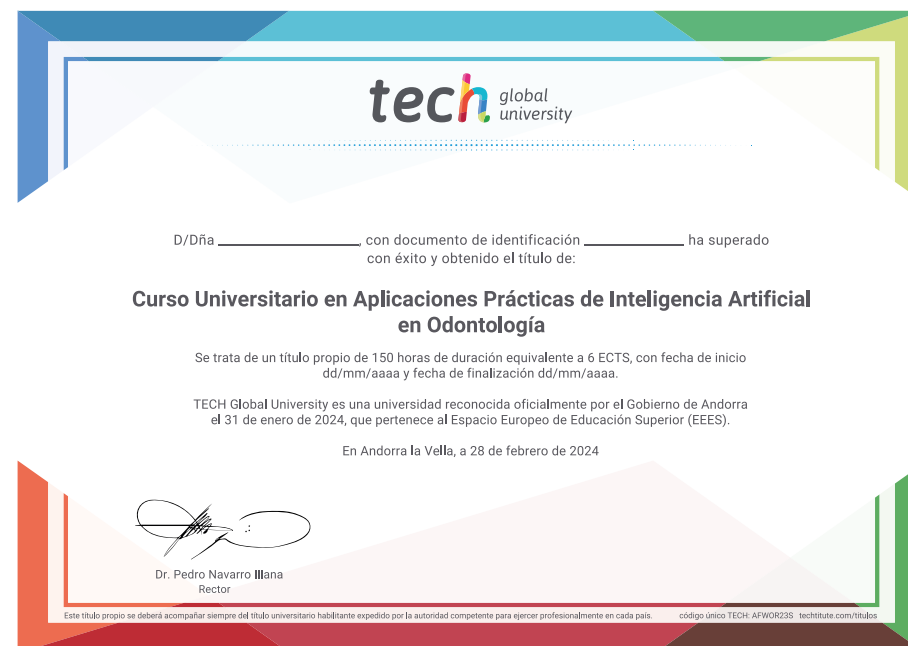 tech global university
D/Dña ____________________, con documento de identificación ______________ ha superado
con éxito y obtenido el título de:
Curso Universitario en Aplicaciones Prácticas de Inteligencia Artificial
en Odontología
Se trata de un título propio de 150 horas de duración equivalente a 6 ECTS, con fecha de inicio
dd/mm/aaaa y fecha de finalización dd/mm/aaaa.
TECH Global University es una universidad reconocida oficialmente por el Gobierno de Andorra
el 31 de enero de 2024, que pertenece al Espacio Europeo de Educación Superior (EEES).
En Andorra la Vella, a 28 de febrero de 2024
Dr. Pedro Navarro Illana
Rector
Este título propio se deberá acompañar siempre del título universitario habilitante expedido por la autoridad competente para ejercer profesionalmente en cada país. código único TECH: AFWOR23S techtitute.com/titulos